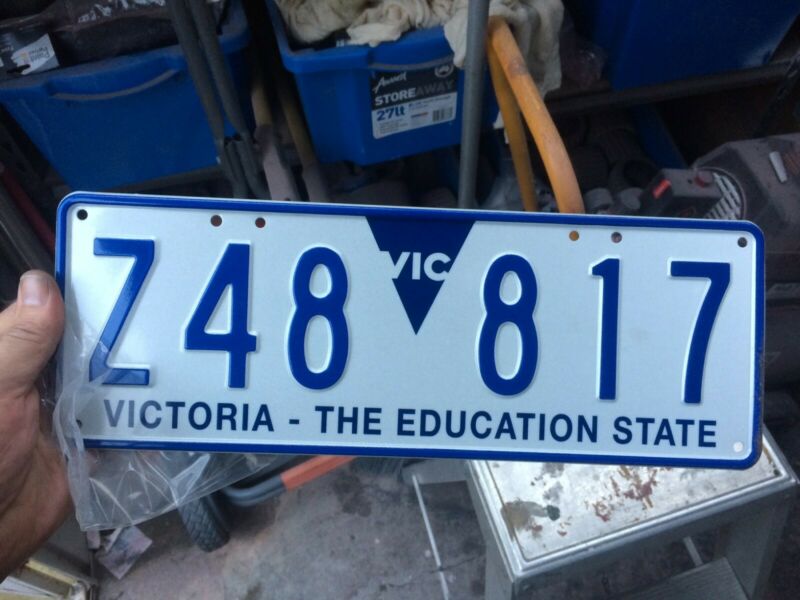 STOREAWAY
27lt
Z48 VIC 817
VICTORIA - THE EDUCATION STATE